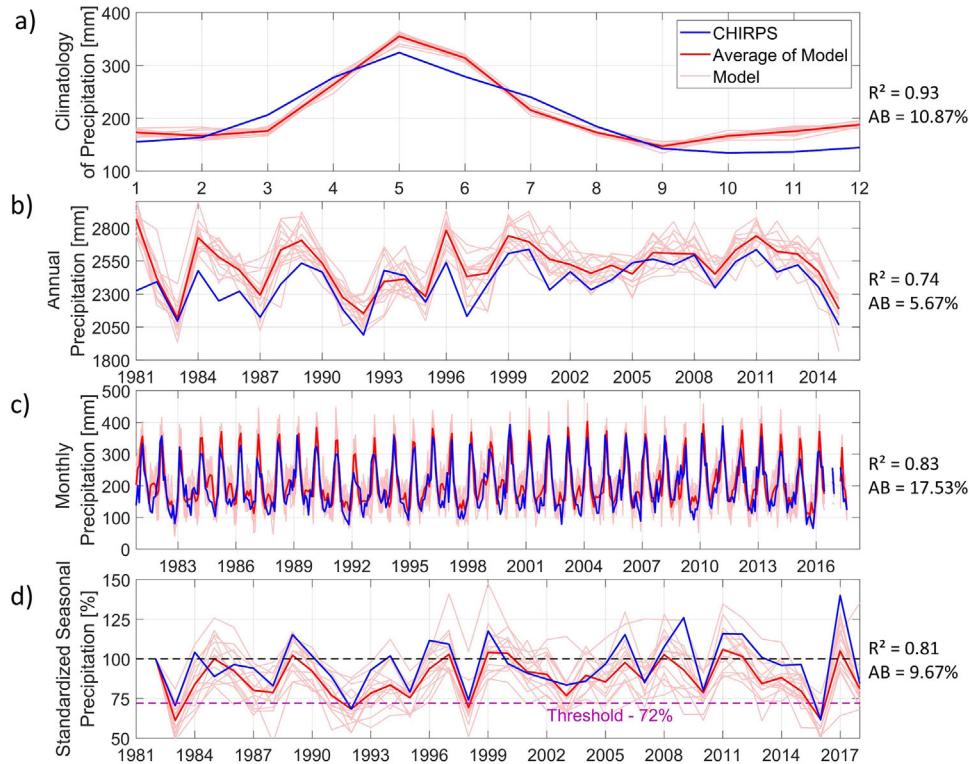 a)
Climatology
of Precipitation [mm]
400
300
200
100
1 2 3 4 5 6 7 8 9 10 11 12
CHIRPS
Average of Model
Model
R² = 0.93
AB = 10.87%
b)
Annual
Precipitation [mm]
2800
2550
2300
2050
1800
1981 1984 1987 1990 1993 1996 1999 2002 2005 2008 2011 2014
R² = 0.74
AB = 5.67%
c)
Monthly
Precipitation [mm]
500
400
300
200
100
0
1983 1986 1989 1992 1995 1998 2001 2004 2007 2010 2013 2016
R² = 0.83
AB = 17.53%
d)
Standardized Seasonal
Precipitation [%]
150
125
100
75
50
Threshold - 72%
1981 1984 1987 1990 1993 1996 1999 2002 2005 2008 2011 2014 2017
R² = 0.81
AB = 9.67%